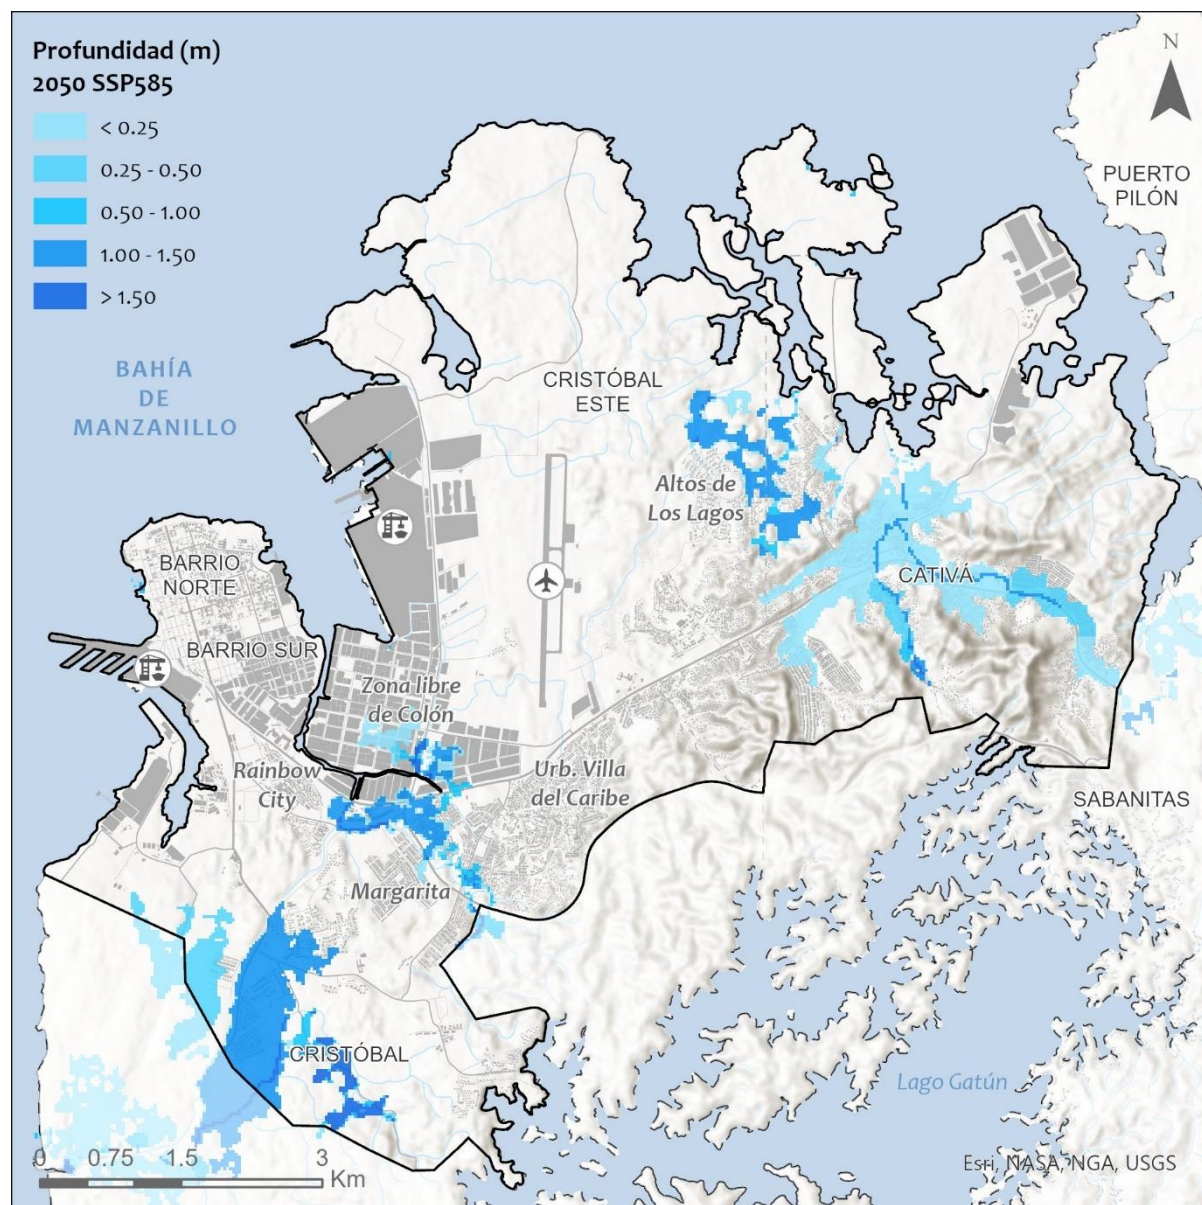 Profundidad (m)
2050 SSP585
< 0.25
0.25 - 0.50
0.50 - 1.00
1.00 - 1.50
> 1.50
N
PUERTO
PILÓN
BAHÍA
DE
MANZANILLO
CRISTÓBAL
ESTE
Altos de
Los Lagos
CATIVÁ
BARRIO
NORTE
BARRIO SUR
Zona libre
de Colón
Rainbow
City
Urb. Villa
del Caribe
SABANITAS
Margarita
CRISTÓBAL
Lago Gatún
0 0.75 1.5 3
Km
Esri, NASA, NGA, USGS